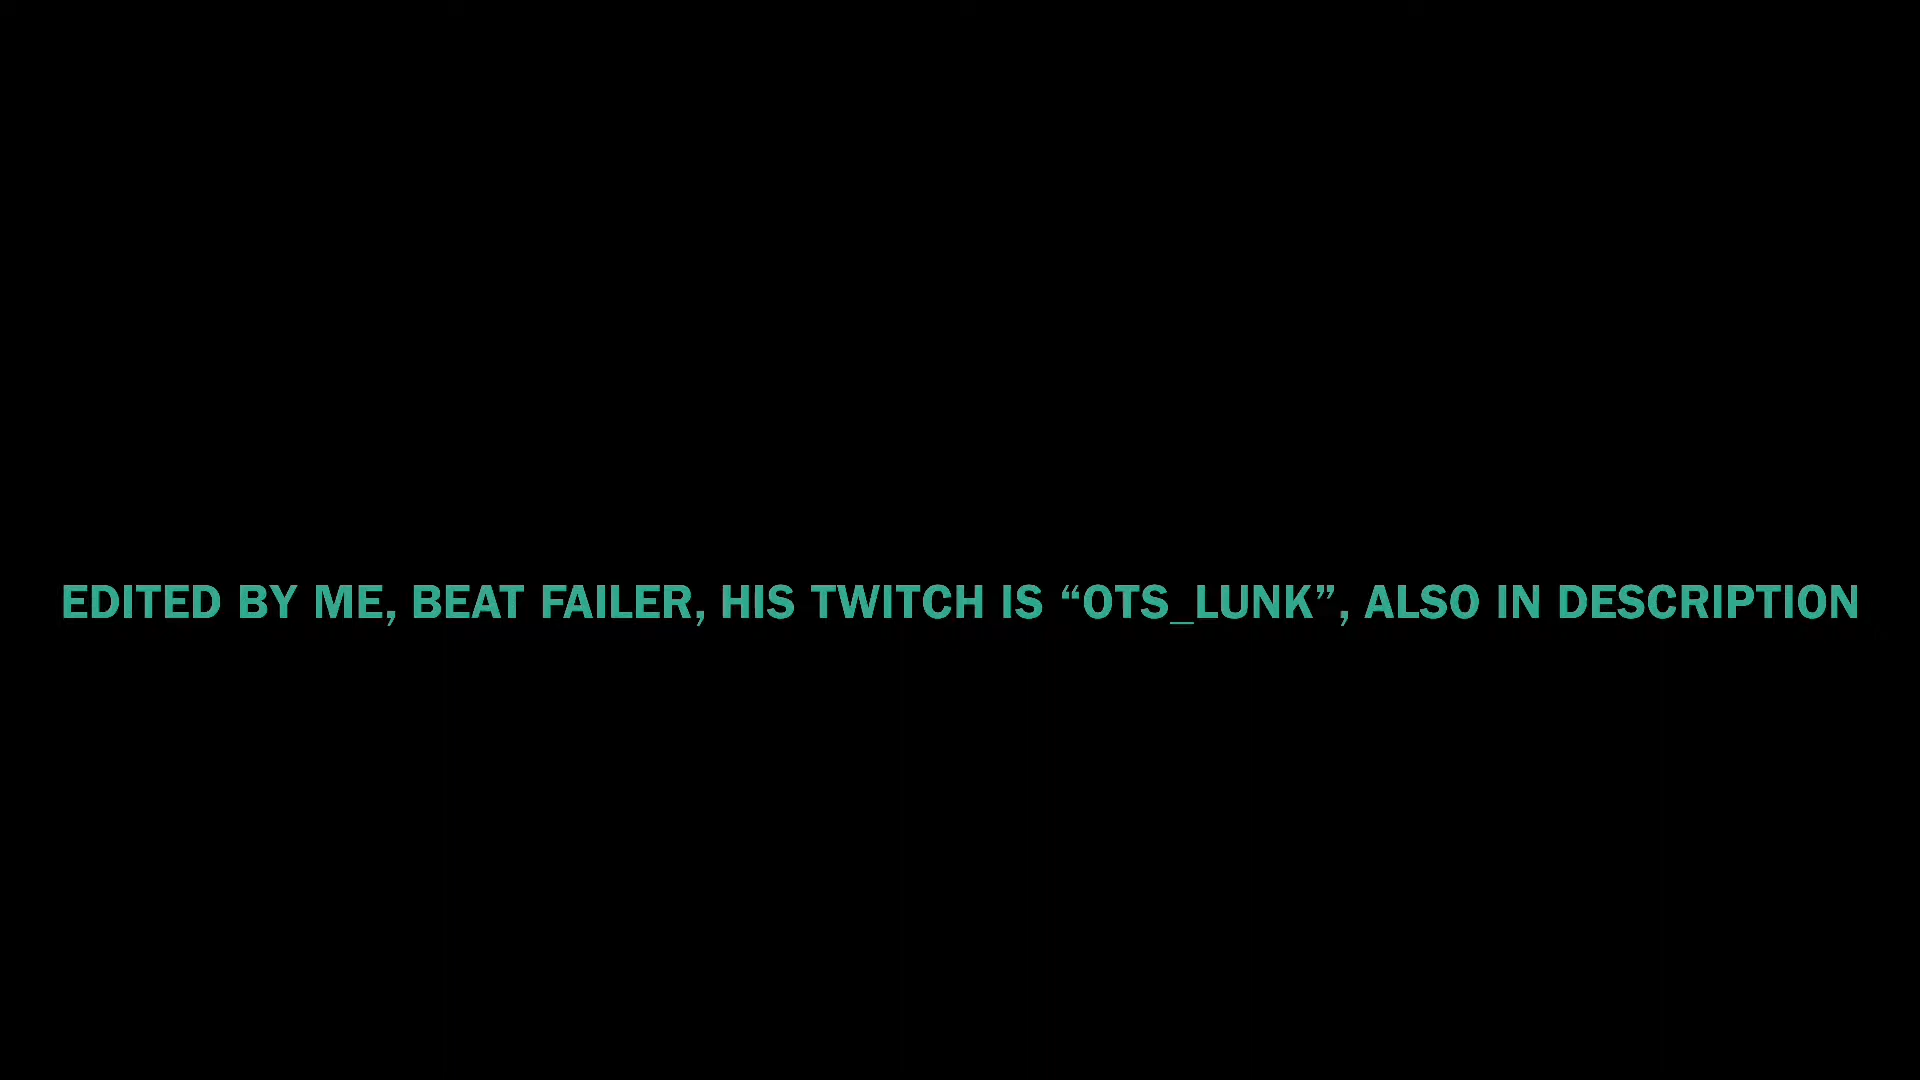 EDITED BY ME, BEAT FAILER, HIS TWITCH IS “OTS_LUNK”, ALSO IN DESCRIPTION